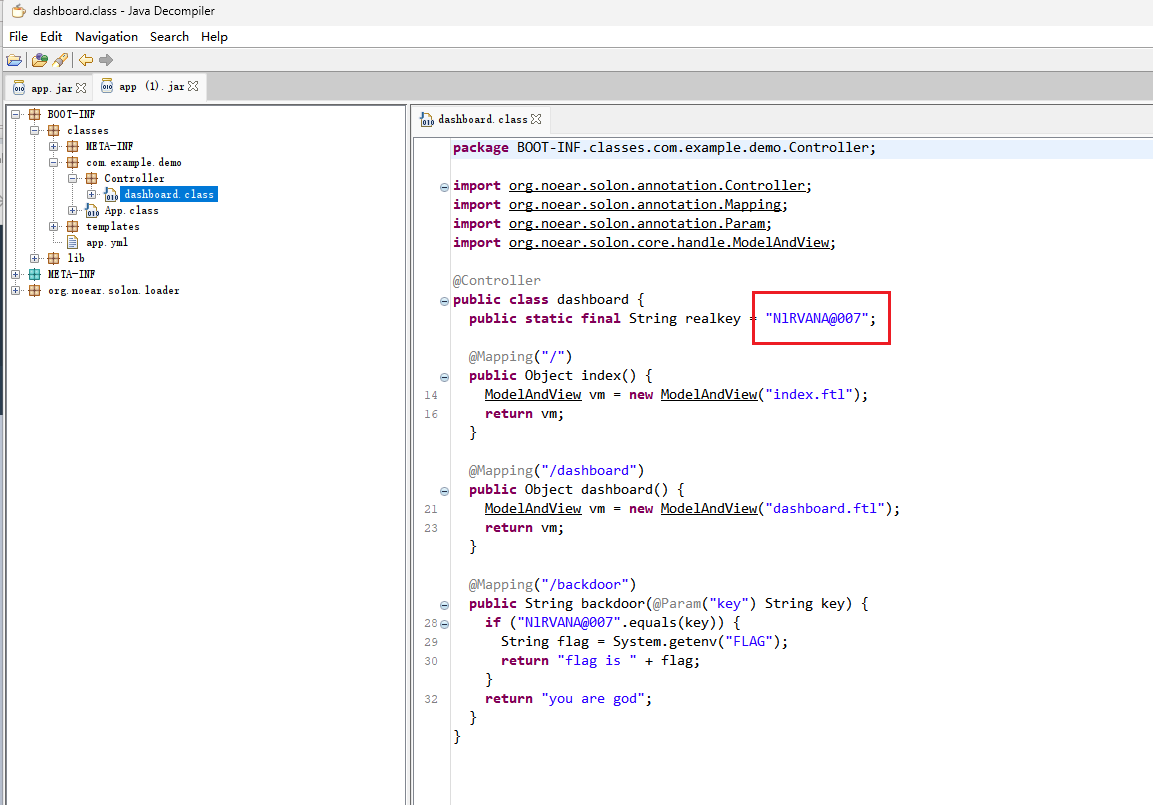 dashboard.class - Java Decompiler
File Edit Navigation Search Help
app.jar
app (1).jar
BOOT-INF
classes
META-INF
com.example.demo
Controller
dashboard.class
App.class
templates
app.yml
lib
META-INF
org.noear.solon.loader
dashboard.class
package BOOT-INF.classes.com.example.demo.Controller;
import org.noear.solon.annotation.Controller;
import org.noear.solon.annotation.Mapping;
import org.noear.solon.annotation.Param;
import org.noear.solon.core.handle.ModelAndView;
@Controller
public class dashboard {
public static final String realkey = "N1RVANA@007";
@Mapping("/")
public Object index() {
14 ModelAndView vm = new ModelAndView("index.ftl");
16 return vm;
}
@Mapping("/dashboard")
public Object dashboard() {
21 ModelAndView vm = new ModelAndView("dashboard.ftl");
23 return vm;
}
@Mapping("/backdoor")
public String backdoor(@Param("key") String key) {
28 if ("N1RVANA@007".equals(key)) {
29 String flag = System.getenv("FLAG");
30 return "flag is " + flag;
}
32 return "you are god";
}
}